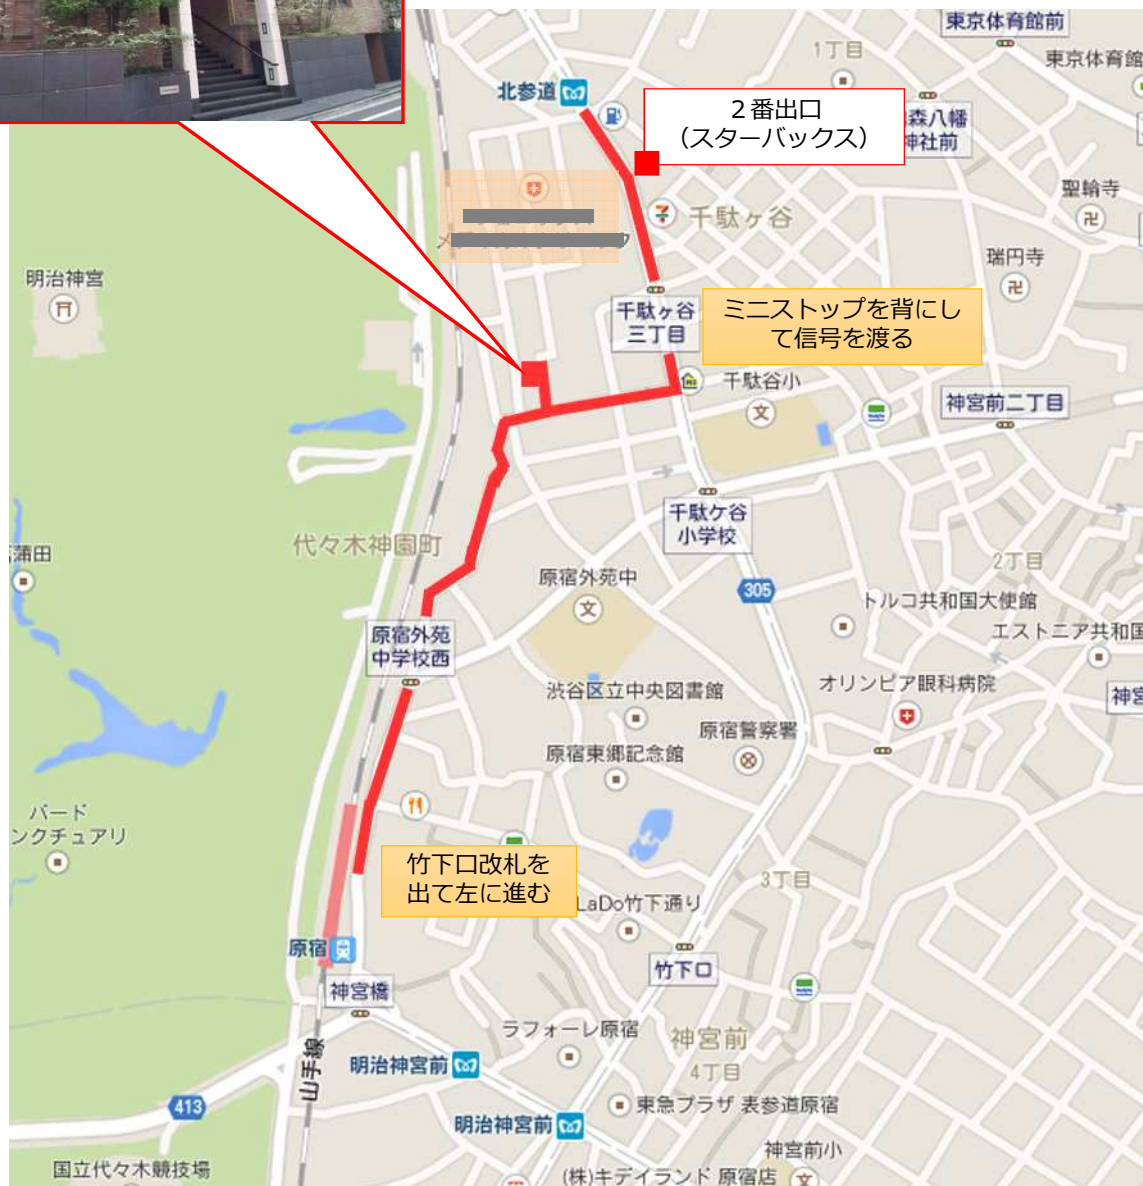 東京体育館前
1丁目
東京体育館
北参道
2番出口
(スターバックス)
森八幡
神社前
聖輪寺
千駄ヶ谷
明治神宮
瑞円寺
千駄ヶ谷
三丁目
ミニストップを背にし
て信号を渡る
千駄谷小
神宮前二丁目
千駄ケ谷
小学校
代々木神園町
蒲田
原宿外苑中
305
2丁目
トルコ共和国大使館
エストニア共和国
原宿外苑
中学校西
渋谷区立中央図書館
オリンピア眼科病院
神宮
原宿警察署
原宿東郷記念館
バード
ンクチュアリ
竹下口改札を
出て左に進む
3丁目
LaDo竹下通り
原宿
竹下口
神宮橋
ラフォーレ原宿
神宮前
4丁目
山手線
明治神宮前
413
東急プラザ 表参道原宿
明治神宮前
神宮前小
国立代々木競技場
(株)キデイランド 原宿店